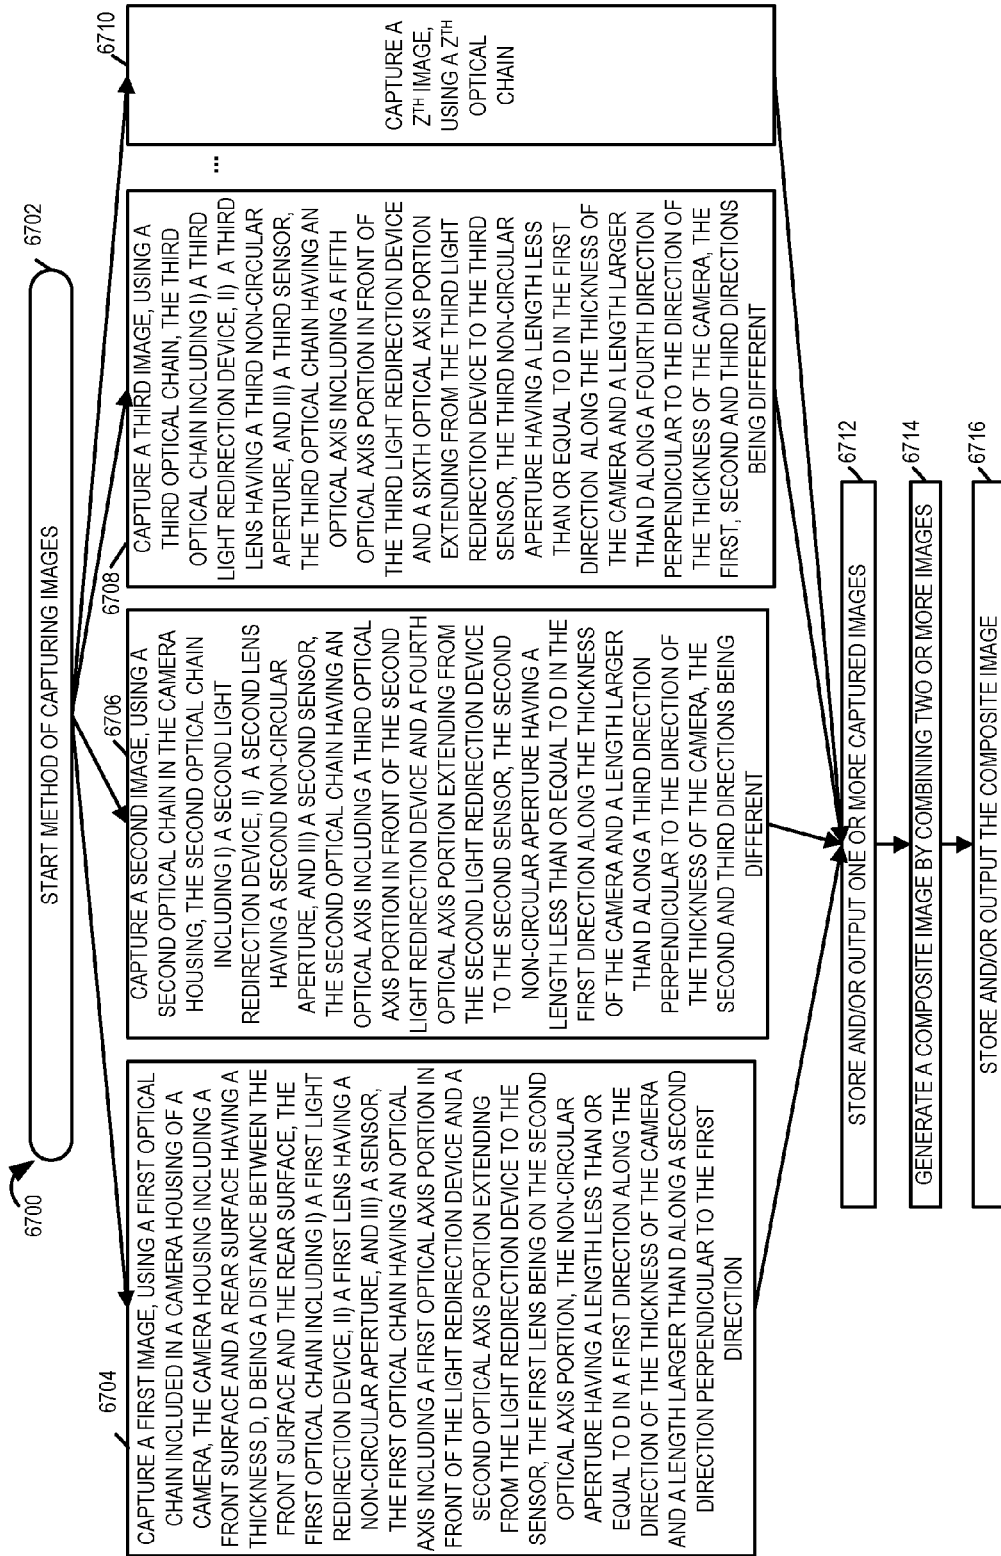 6700
START METHOD OF CAPTURING IMAGES
6702
6704
CAPTURE A FIRST IMAGE, USING A FIRST OPTICAL
CHAIN INCLUDED IN A CAMERA HOUSING OF A
CAMERA, THE CAMERA HOUSING INCLUDING A
FRONT SURFACE AND A REAR SURFACE HAVING A
THICKNESS D, D BEING A DISTANCE BETWEEN THE
FRONT SURFACE AND THE REAR SURFACE, THE
FIRST OPTICAL CHAIN INCLUDING I) A FIRST LIGHT
REDIRECTION DEVICE, II) A FIRST LENS HAVING A
NON-CIRCULAR APERTURE, AND III) A SENSOR,
THE FIRST OPTICAL CHAIN HAVING AN OPTICAL
AXIS INCLUDING A FIRST OPTICAL AXIS PORTION IN
FRONT OF THE LIGHT REDIRECTION DEVICE AND A
SECOND OPTICAL AXIS PORTION EXTENDING
FROM THE LIGHT REDIRECTION DEVICE TO THE
SENSOR, THE FIRST LENS BEING ON THE SECOND
OPTICAL AXIS PORTION, THE NON-CIRCULAR
APERTURE HAVING A LENGTH LESS THAN OR
EQUAL TO D IN A FIRST DIRECTION ALONG THE
DIRECTION OF THE THICKNESS OF THE CAMERA
AND A LENGTH LARGER THAN D ALONG A SECOND
DIRECTION PERPENDICULAR TO THE FIRST
DIRECTION
6706
CAPTURE A SECOND IMAGE, USING A
SECOND OPTICAL CHAIN IN THE CAMERA
HOUSING, THE SECOND OPTICAL CHAIN
INCLUDING I) A SECOND LIGHT
REDIRECTION DEVICE, II) A SECOND LENS
HAVING A SECOND NON-CIRCULAR
APERTURE, AND III) A SECOND SENSOR,
THE SECOND OPTICAL CHAIN HAVING AN
OPTICAL AXIS INCLUDING A THIRD OPTICAL
AXIS PORTION IN FRONT OF THE SECOND
LIGHT REDIRECTION DEVICE AND A FOURTH
OPTICAL AXIS PORTION EXTENDING FROM
THE SECOND LIGHT REDIRECTION DEVICE
TO THE SECOND SENSOR, THE SECOND
NON-CIRCULAR APERTURE HAVING A
LENGTH LESS THAN OR EQUAL TO D IN THE
FIRST DIRECTION ALONG THE THICKNESS
OF THE CAMERA AND A LENGTH LARGER
THAN D ALONG A THIRD DIRECTION
PERPENDICULAR TO THE DIRECTION OF
THE THICKNESS OF THE CAMERA, THE
SECOND AND THIRD DIRECTIONS BEING
DIFFERENT
6708
CAPTURE A THIRD IMAGE, USING A
THIRD OPTICAL CHAIN, THE THIRD
OPTICAL CHAIN INCLUDING I) A THIRD
LIGHT REDIRECTION DEVICE, II) A THIRD
LENS HAVING A THIRD NON-CIRCULAR
APERTURE, AND III) A THIRD SENSOR,
THE THIRD OPTICAL CHAIN HAVING AN
OPTICAL AXIS INCLUDING A FIFTH
OPTICAL AXIS PORTION IN FRONT OF
THE THIRD LIGHT REDIRECTION DEVICE
AND A SIXTH OPTICAL AXIS PORTION
EXTENDING FROM THE THIRD LIGHT
REDIRECTION DEVICE TO THE THIRD
SENSOR, THE THIRD NON-CIRCULAR
APERTURE HAVING A LENGTH LESS
THAN OR EQUAL TO D IN THE FIRST
DIRECTION ALONG THE THICKNESS OF
THE CAMERA AND A LENGTH LARGER
THAN D ALONG A FOURTH DIRECTION
PERPENDICULAR TO THE DIRECTION OF
THE THICKNESS OF THE CAMERA, THE
FIRST, SECOND AND THIRD DIRECTIONS
BEING DIFFERENT
...
6710
CAPTURE A
ZTH IMAGE,
USING A ZTH
OPTICAL
CHAIN
STORE AND/OR OUTPUT ONE OR MORE CAPTURED IMAGES
6712
GENERATE A COMPOSITE IMAGE BY COMBINING TWO OR MORE IMAGES
6714
STORE AND/OR OUTPUT THE COMPOSITE IMAGE
6716